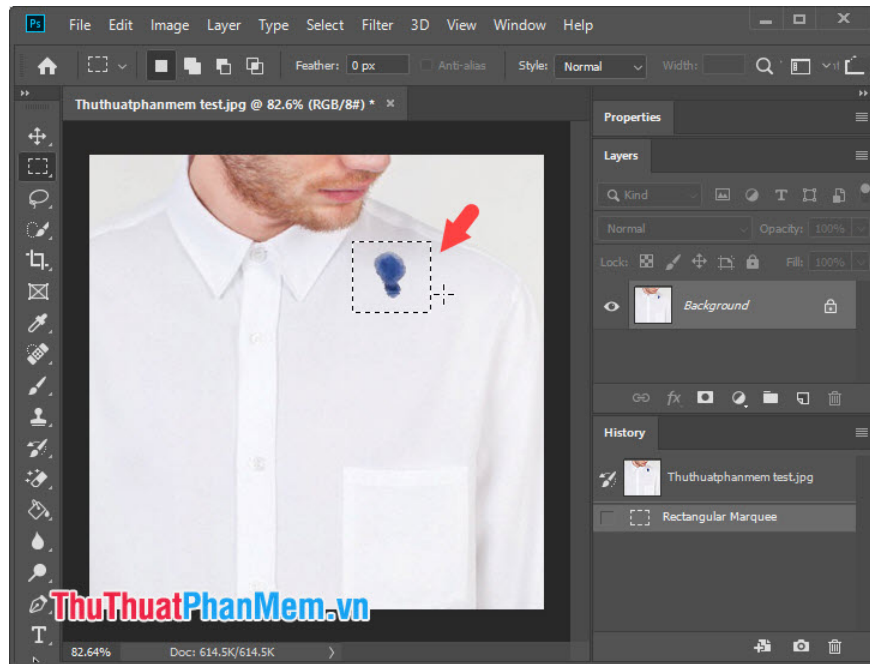 Ps File Edit Image Layer Type Select Filter 3D View Window Help
Feather: 0 px Anti-alias Style: Normal Width:
Thuthuatphanmem test.jpg @ 82.6% (RGB/8#) * ×
Properties
Layers
Kind
Normal Opacity: 100%
Lock: Fill: 100%
Background
fx
History
Thuthuatphanmem test.jpg
Rectangular Marquee
ThuThuatPhanMem.vn
82.64% Doc: 614.5K/614.5K